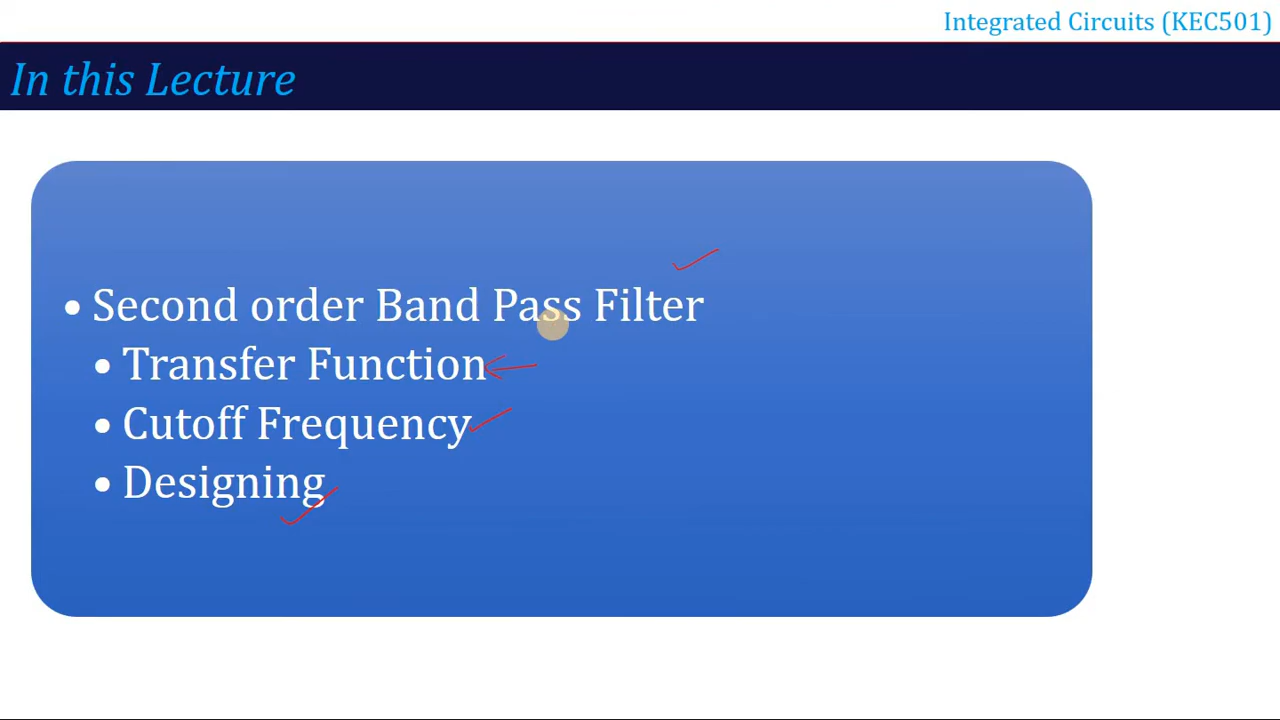 Integrated Circuits (KEC501)
In this Lecture
• Second order Band Pass Filter
• Transfer Function
• Cutoff Frequency
• Designing